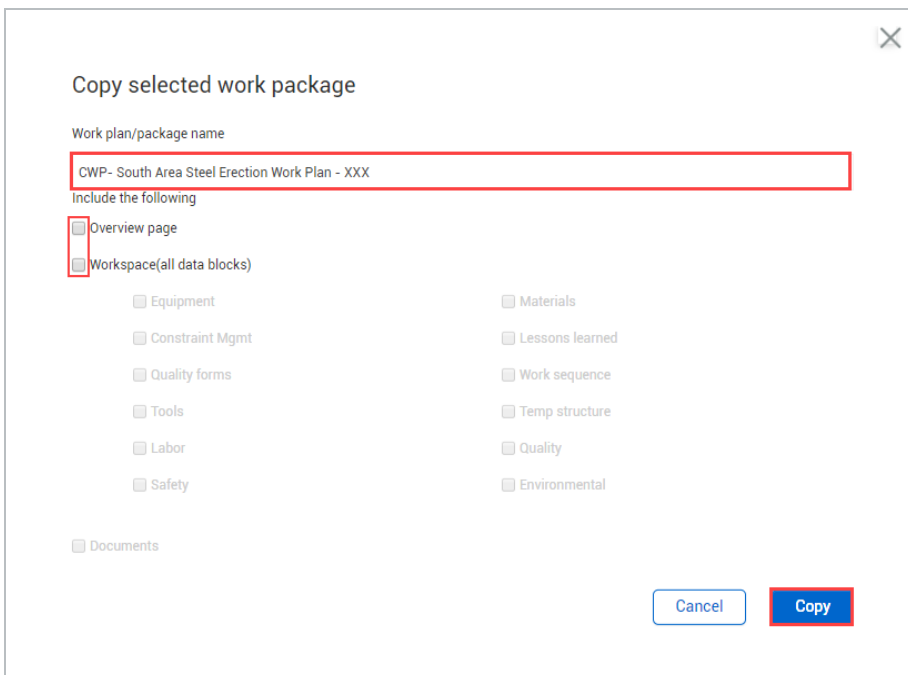 Copy selected work package
Work plan/package name
CWP- South Area Steel Erection Work Plan - XXX
Include the following
Overview page
Workspace(all data blocks)
Equipment
Materials
Constraint Mgmt
Lessons learned
Quality forms
Work sequence
Tools
Temp structure
Labor
Quality
Safety
Environmental
Documents
Cancel
Copy